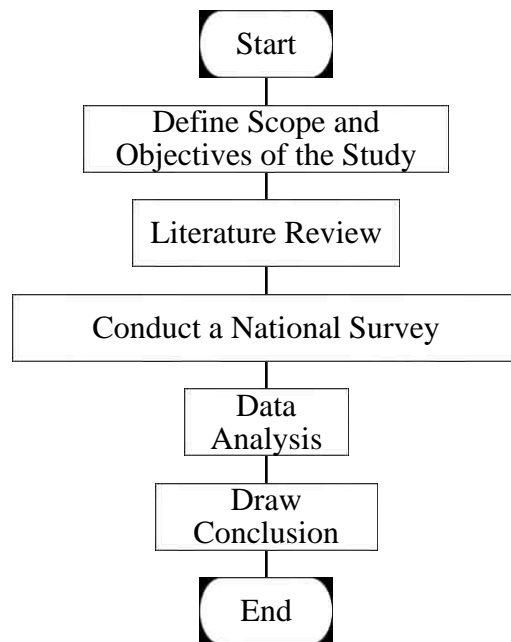 Start
Define Scope and
Objectives of the Study
Literature Review
Conduct a National Survey
Data
Analysis
Draw
Conclusion
End